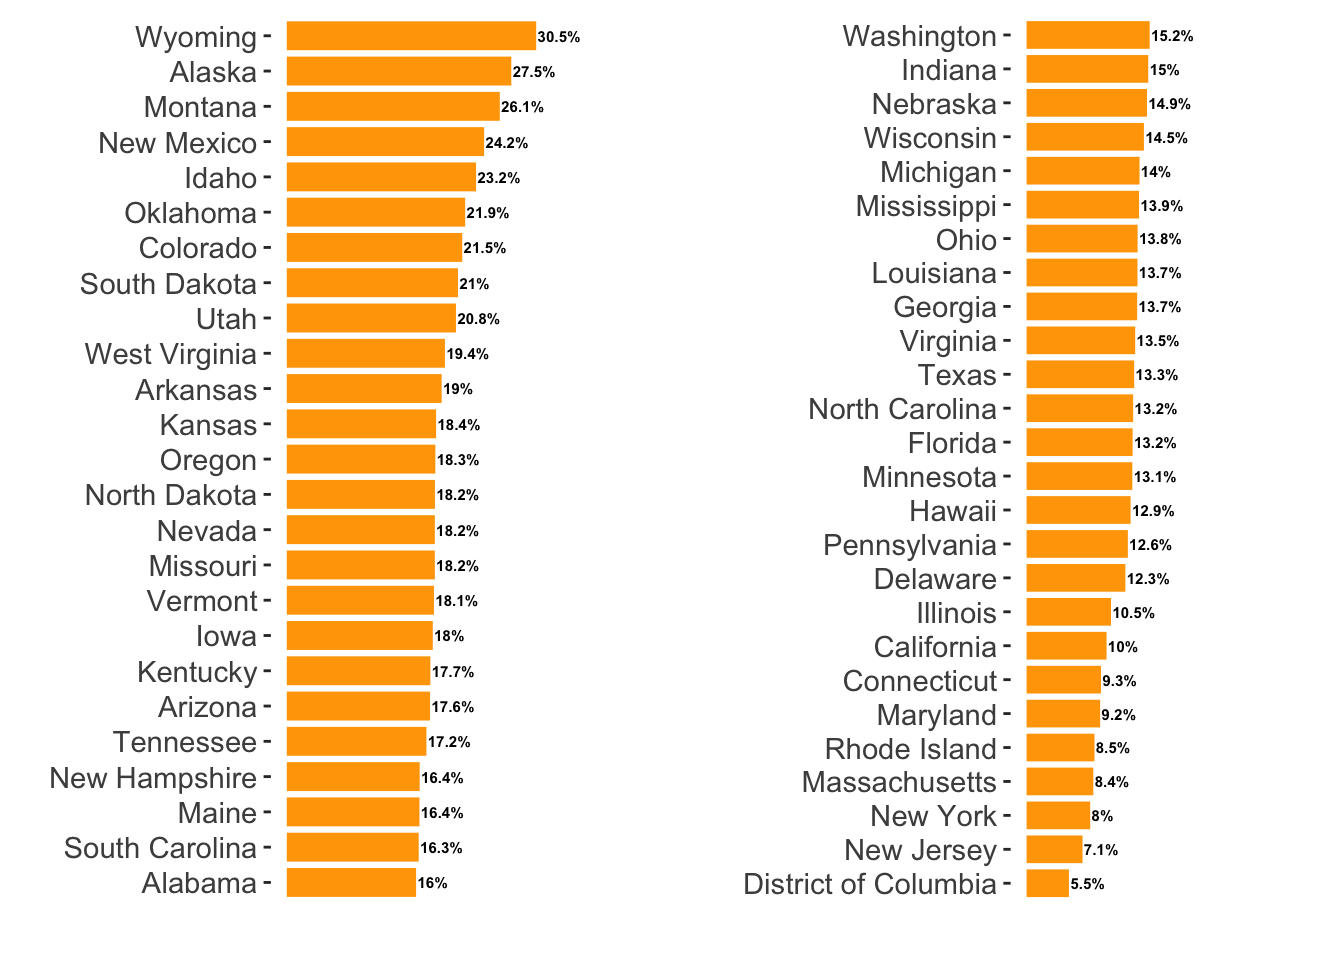 Wyoming 30.5%
Alaska 27.5%
Montana 26.1%
New Mexico 24.2%
Idaho 23.2%
Oklahoma 21.9%
Colorado 21.5%
South Dakota 21%
Utah 20.8%
West Virginia 19.4%
Arkansas 19%
Kansas 18.4%
Oregon 18.3%
North Dakota 18.2%
Nevada 18.2%
Missouri 18.2%
Vermont 18.1%
Iowa 18%
Kentucky 17.7%
Arizona 17.6%
Tennessee 17.2%
New Hampshire 16.4%
Maine 16.4%
South Carolina 16.3%
Alabama 16%
Washington 15.2%
Indiana 15%
Nebraska 14.9%
Wisconsin 14.5%
Michigan 14%
Mississippi 13.9%
Ohio 13.8%
Louisiana 13.7%
Georgia 13.7%
Virginia 13.5%
Texas 13.3%
North Carolina 13.2%
Florida 13.2%
Minnesota 13.1%
Hawaii 12.9%
Pennsylvania 12.6%
Delaware 12.3%
Illinois 10.5%
California 10%
Connecticut 9.3%
Maryland 9.2%
Rhode Island 8.5%
Massachusetts 8.4%
New York 8%
New Jersey 7.1%
District of Columbia 5.5%